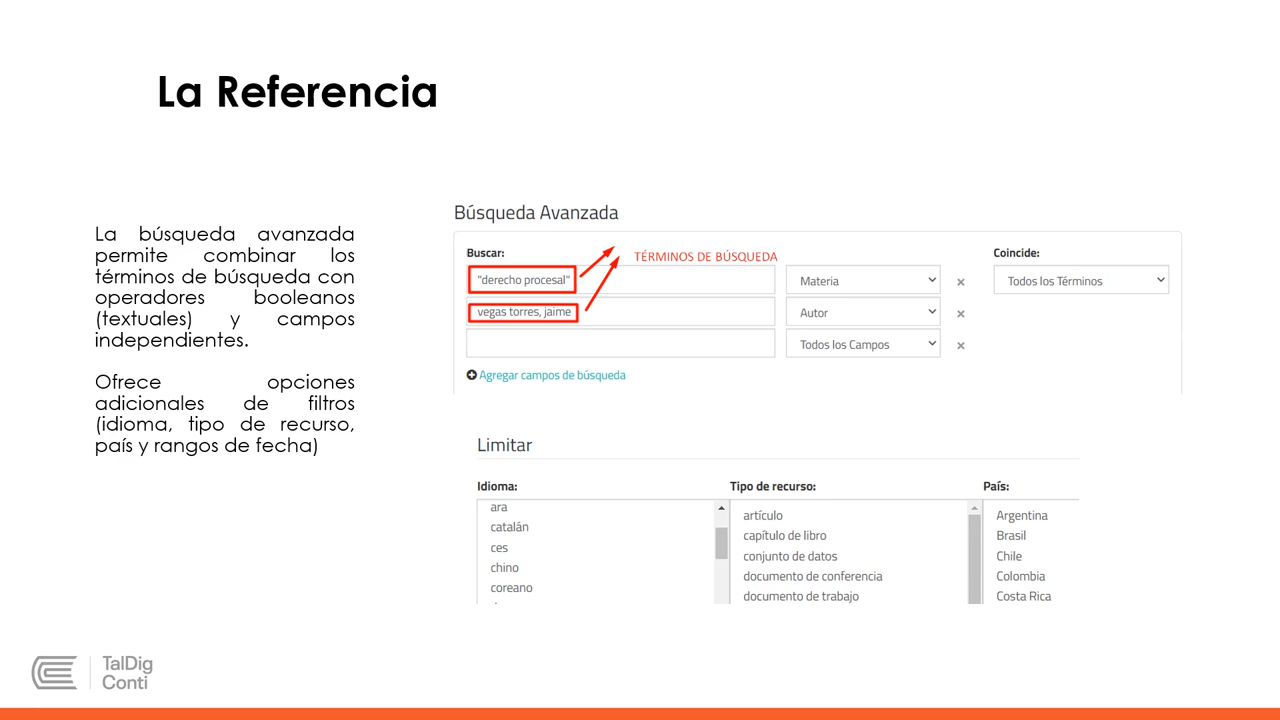 La Referencia
La búsqueda avanzada
permite combinar los
términos de búsqueda con
operadores booleanos
(textuales) y campos
independientes.
Ofrece opciones
adicionales de filtros
(idioma, tipo de recurso,
país y rangos de fecha)
Búsqueda Avanzada
Buscar:
TÉRMINOS DE BÚSQUEDA
Coincide:
"derecho procesal"
Materia
Todos los Términos
vegas torres, jaime
Autor
Todos los Campos
Agregar campos de búsqueda
Limitar
Idioma:
ara
catalán
ces
chino
coreano
Tipo de recurso:
artículo
capítulo de libro
conjunto de datos
documento de conferencia
documento de trabajo
País:
Argentina
Brasil
Chile
Colombia
Costa Rica
TalDig
Conti